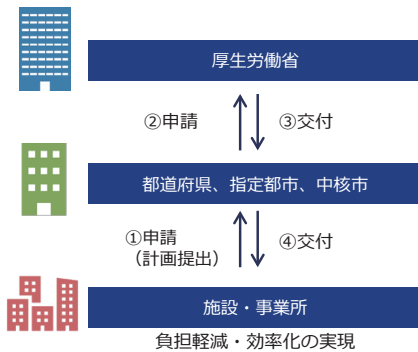 厚生労働省
②申請
③交付
都道府県、指定都市、中核市
①申請
（計画提出）
④交付
施設・事業所
負担軽減・効率化の実現